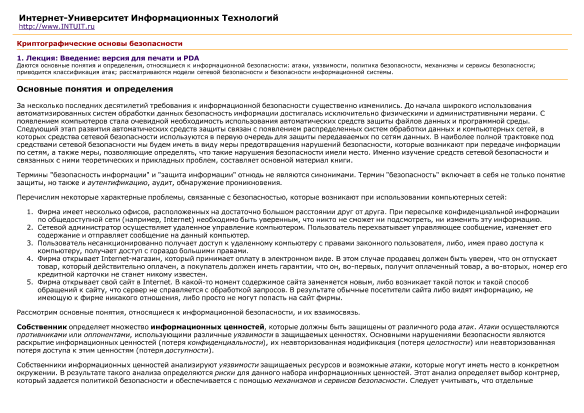 Интернет-Университет Информационных Технологий
http://www.INTUIT.ru
Криптографические основы безопасности
1. Лекция: Введение: версия для печати и PDA
Даются основные понятия и определения, относящиеся к информационной безопасности: атаки, уязвимости, политика безопасности, механизмы и сервисы безопасности;
приводится классификация атак; рассматриваются модели сетевой безопасности и безопасности информационной системы.
Основные понятия и определения
За несколько последних десятилетий требования к информационной безопасности существенно изменились. До начала широкого использования
автоматизированных систем обработки данных безопасность информации достигалась исключительно физическими и административными мерами. С
появлением компьютеров стала очевидной необходимость использования автоматических средств защиты файлов данных и программной среды.
Следующий этап развития автоматических средств защиты связан с появлением распределенных систем обработки данных и компьютерных сетей, в
которых средства сетевой безопасности используются в первую очередь для защиты передаваемых по сетям данных. В наиболее полной трактовке под
средствами сетевой безопасности мы будем иметь в виду меры предотвращения нарушений безопасности, которые возникают при передаче информации
по сетям, а также меры, позволяющие определять, что такие нарушения безопасности имели место. Именно изучение средств сетевой безопасности и
связанных с ними теоретических и прикладных проблем, составляет основной материал книги.
Термины "безопасность информации" и "защита информации" отнюдь не являются синонимами. Термин "безопасность" включает в себя не только понятие
защиты, но также и аутентификацию, аудит, обнаружение проникновения.
Перечислим некоторые характерные проблемы, связанные с безопасностью, которые возникают при использовании компьютерных сетей:
1. Фирма имеет несколько офисов, расположенных на достаточно большом расстоянии друг от друга. При пересылке конфиденциальной информации
по общедоступной сети (например, Internet) необходимо быть уверенным, что никто не сможет ни подсмотреть, ни изменить эту информацию.
2. Сетевой администратор осуществляет удаленное управление компьютером. Пользователь перехватывает управляющее сообщение, изменяет его
содержание и отправляет сообщение на данный компьютер.
3. Пользователь несанкционированно получает доступ к удаленному компьютеру с правами законного пользователя, либо, имея право доступа к
компьютеру, получает доступ с гораздо большими правами.
4. Фирма открывает Internet-магазин, который принимает оплату в электронном виде. В этом случае продавец должен быть уверен, что он отпускает
товар, который действительно оплачен, а покупатель должен иметь гарантии, что он, во-первых, получит оплаченный товар, а во-вторых, номер его
кредитной карточки не станет никому известен.
5. Фирма открывает свой сайт в Internet. В какой-то момент содержимое сайта заменяется новым, либо возникает такой поток и такой способ
обращений к сайту, что сервер не справляется с обработкой запросов. В результате обычные посетители сайта либо видят информацию, не
имеющую к фирме никакого отношения, либо просто не могут попасть на сайт фирмы.
Рассмотрим основные понятия, относящиеся к информационной безопасности, и их взаимосвязь.
Собственник определяет множество информационных ценностей, которые должны быть защищены от различного рода атак. Атаки осуществляются
противниками или оппонентами, использующими различные уязвимости в защищаемых ценностях. Основными нарушениями безопасности являются
раскрытие информационных ценностей (потеря конфиденциальности), их неавторизованная модификация (потеря целостности) или неавторизованная
потеря доступа к этим ценностям (потеря доступности).
Собственники информационных ценностей анализируют уязвимости защищаемых ресурсов и возможные атаки, которые могут иметь место в конкретном
окружении. В результате такого анализа определяются риски для данного набора информационных ценностей. Этот анализ определяет выбор контрмер,
который задается политикой безопасности и обеспечивается с помощью механизмов и сервисов безопасности. Следует учитывать, что отдельные